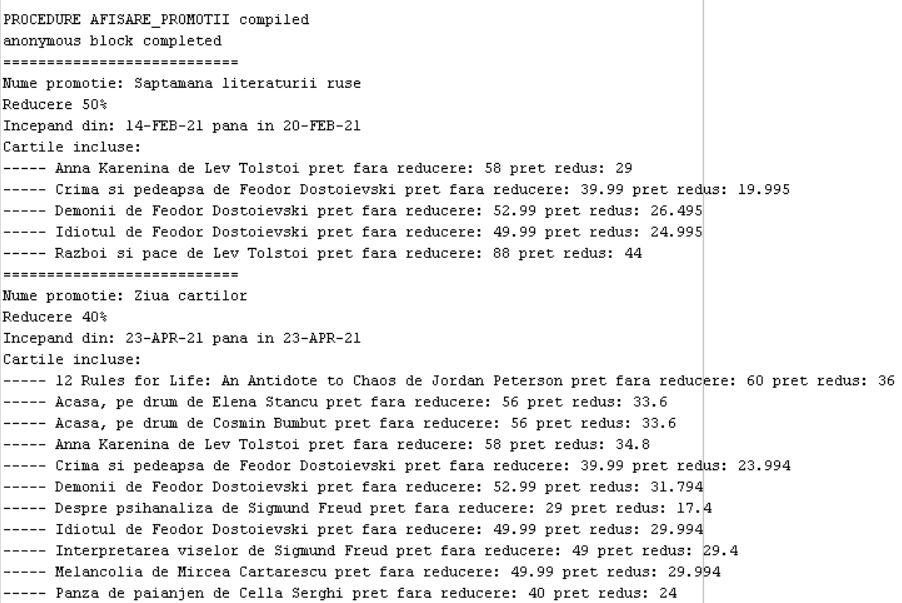 PROCEDURE AFISARE_PROMOTII compiled
anonymous block completed
===========================
Nume promotie: Saptamana literaturii ruse
Reducere 50%
Incepand din: 14-FEB-21 pana in 20-FEB-21
Cartile incluse:
----- Anna Karenina de Lev Tolstoi pret fara reducere: 58 pret redus: 29
----- Crima si pedeapsa de Feodor Dostoievski pret fara reducere: 39.99 pret redus: 19.995
----- Demonii de Feodor Dostoievski pret fara reducere: 52.99 pret redus: 26.495
----- Idiotul de Feodor Dostoievski pret fara reducere: 49.99 pret redus: 24.995
----- Razboi si pace de Lev Tolstoi pret fara reducere: 88 pret redus: 44
===========================
Nume promotie: Ziua cartilor
Reducere 40%
Incepand din: 23-APR-21 pana in 23-APR-21
Cartile incluse:
----- 12 Rules for Life: An Antidote to Chaos de Jordan Peterson pret fara reducere: 60 pret redus: 36
----- Acasa, pe drum de Elena Stancu pret fara reducere: 56 pret redus: 33.6
----- Acasa, pe drum de Cosmin Bumbut pret fara reducere: 56 pret redus: 33.6
----- Anna Karenina de Lev Tolstoi pret fara reducere: 58 pret redus: 34.8
----- Crima si pedeapsa de Feodor Dostoievski pret fara reducere: 39.99 pret redus: 23.994
----- Demonii de Feodor Dostoievski pret fara reducere: 52.99 pret redus: 31.794
----- Despre psihanaliza de Sigmund Freud pret fara reducere: 29 pret redus: 17.4
----- Idiotul de Feodor Dostoievski pret fara reducere: 49.99 pret redus: 29.994
----- Interpretarea viselor de Sigmund Freud pret fara reducere: 49 pret redus: 29.4
----- Melancolia de Mircea Cartarescu pret fara reducere: 49.99 pret redus: 29.994
----- Panza de paianjen de Cella Serghi pret fara reducere: 40 pret redus: 24